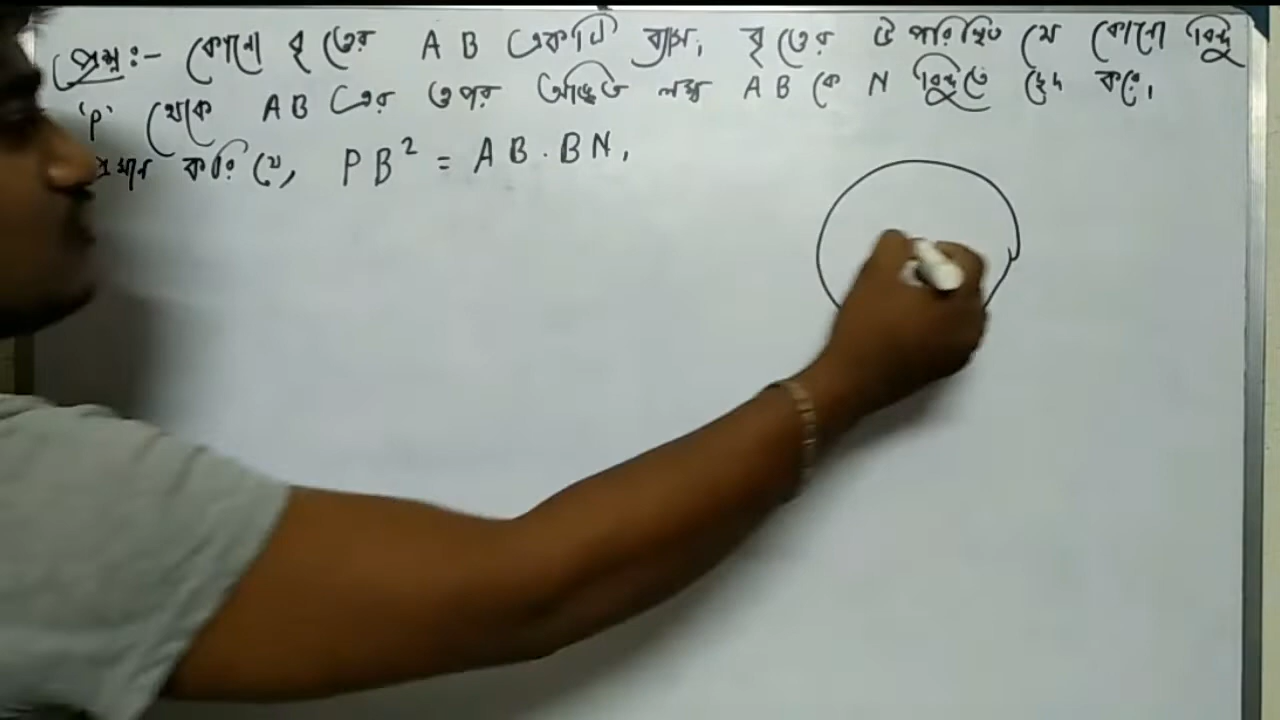 প্রশ্ন:- কোনো বৃত্তের AB একটি ব্যাস, বৃত্তের উপরিস্থিত যে কোনো বিন্দু
'P' থেকে AB এর ওপর অঙ্কিত লম্ব AB কে N বিন্দুতে ছেদ করে।
প্রমান করি যে, PB² = AB . BN,